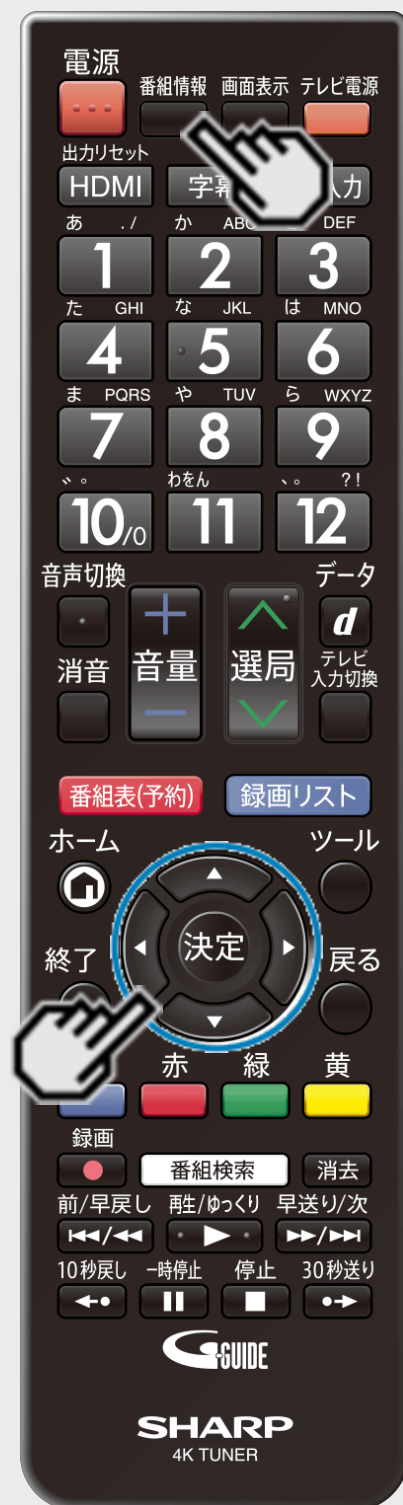 電源
番組情報 画面表示 テレビ電源
出力リセット
HDMI 字幕 入力
あ ./ か ABC DEF
1 2 3
た GHI な JKL は MNO
4 5 6
ま PQRS や TUV ら WXYZ
7 8 9
゛゜ わをん 、。 ?!
10/0 11 12
音声切換 データ
d
消音 音量 選局 テレビ
入力切換
番組表(予約) 録画リスト
ホーム ツール
決定
終了 戻る
赤 緑 黄
録画
番組検索 消去
前/早戻し 再生/ゆっくり 早送り/次
10秒戻し 一時停止 停止 30秒送り
G-GUIDE
SHARP
4K TUNER